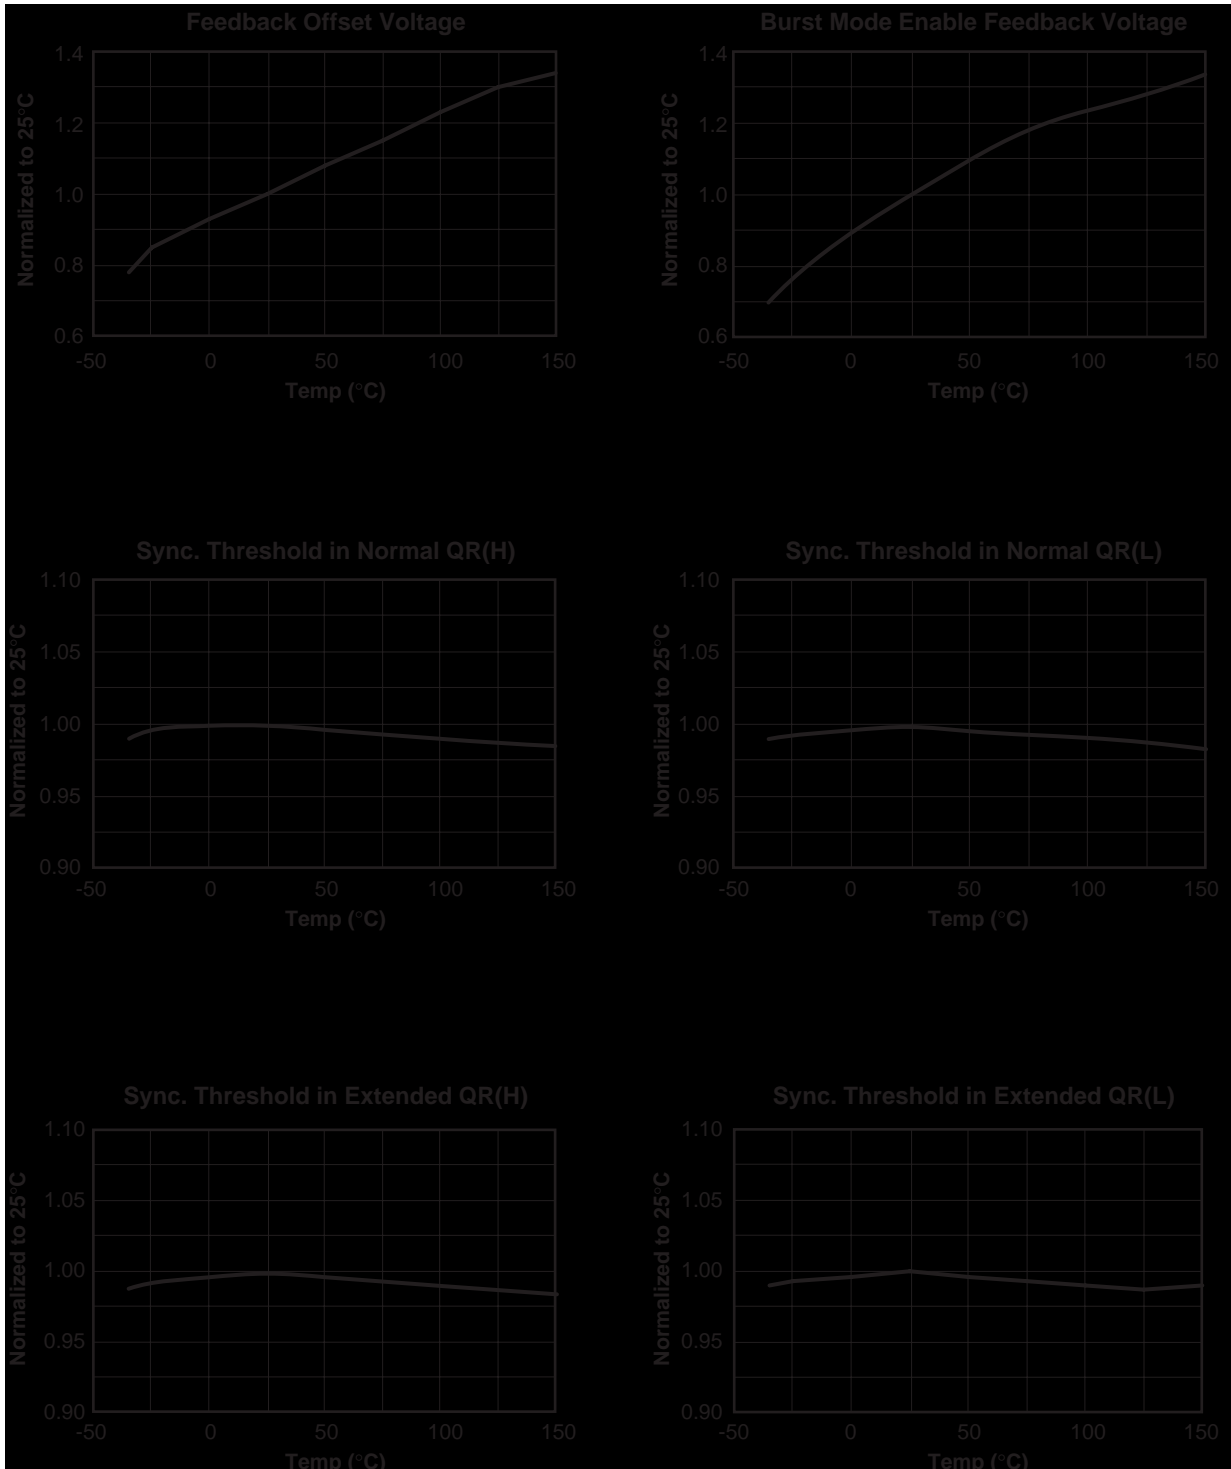 Feedback Offset Voltage
Normalized to 25°C
1.4
1.2
1.0
0.8
0.6
-50 0 50 100 150
Temp (°C)
Burst Mode Enable Feedback Voltage
Normalized to 25°C
1.4
1.2
1.0
0.8
0.6
-50 0 50 100 150
Temp (°C)
Sync. Threshold in Normal QR(H)
Normalized to 25°C
1.10
1.05
1.00
0.95
0.90
-50 0 50 100 150
Temp (°C)
Sync. Threshold in Normal QR(L)
Normalized to 25°C
1.10
1.05
1.00
0.95
0.90
-50 0 50 100 150
Temp (°C)
Sync. Threshold in Extended QR(H)
Normalized to 25°C
1.10
1.05
1.00
0.95
0.90
-50 0 50 100 150
Temp (°C)
Sync. Threshold in Extended QR(L)
Normalized to 25°C
1.10
1.05
1.00
0.95
0.90
-50 0 50 100 150
Temp (°C)